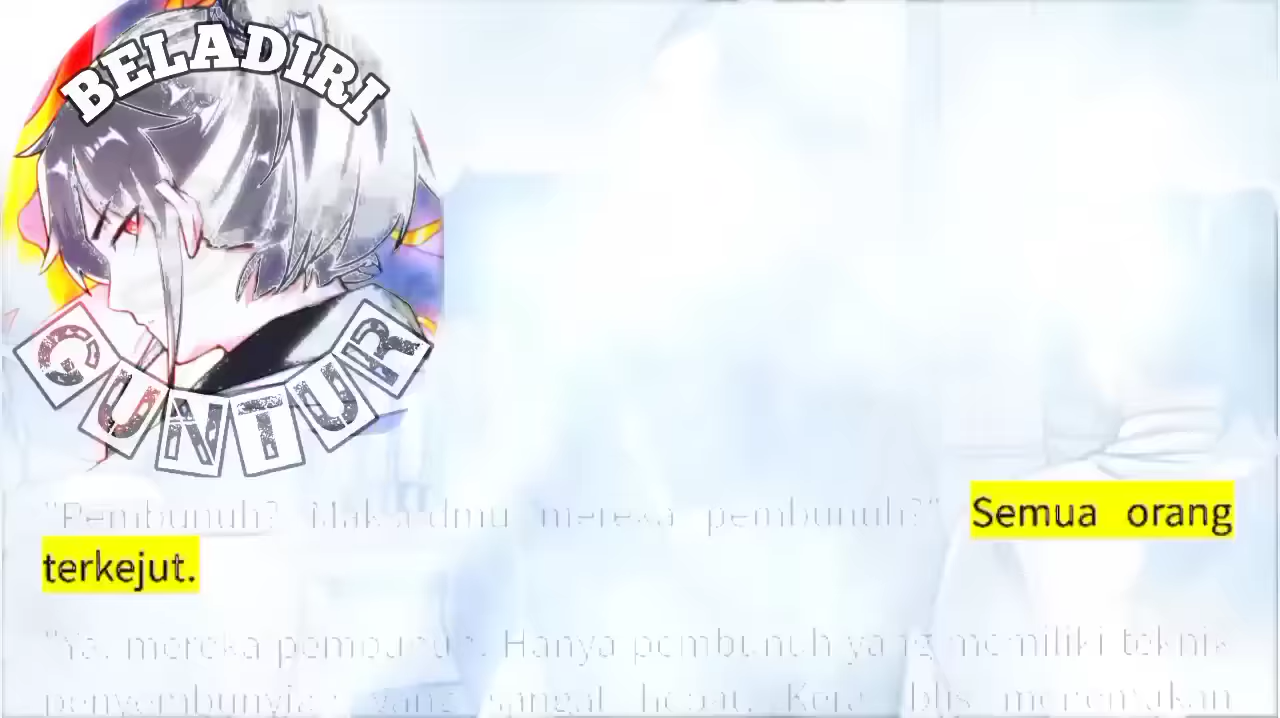 BELADIRI
GUNTUR
"Pembunuh? Maksudmu mereka pembunuh?" Semua orang
terkejut.
"Ya, mereka pembunuh. Hanya pembunuh yang memiliki teknik
penyembunyian yang sangat hebat. menemukan